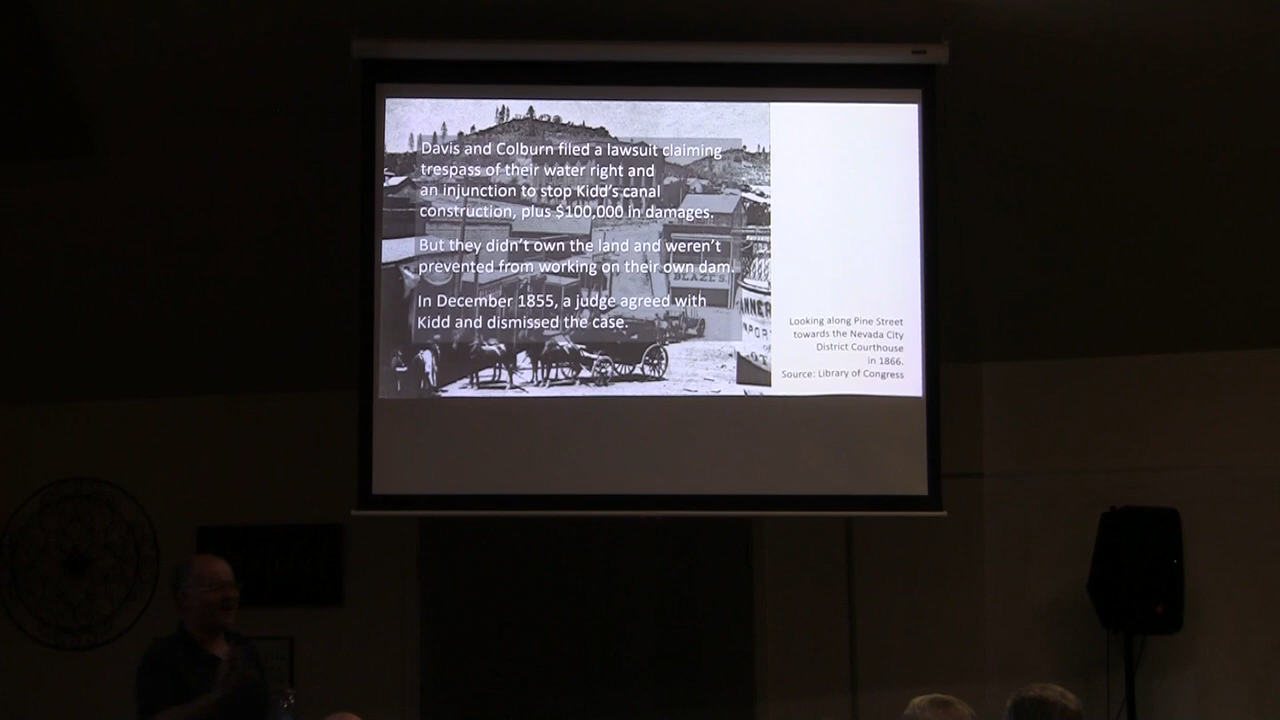 Davis and Colburn filed a lawsuit claiming
trespass of their water right and
an injunction to stop Kidd's canal
construction, plus $100,000 in damages.
But they didn't own the land and weren't
prevented from working on their own dam.
In December 1855, a judge agreed with
Kidd and dismissed the case.
BLAZE'S
Looking along Pine Street
towards the Nevada City
District Courthouse
in 1866.
Source: Library of Congress